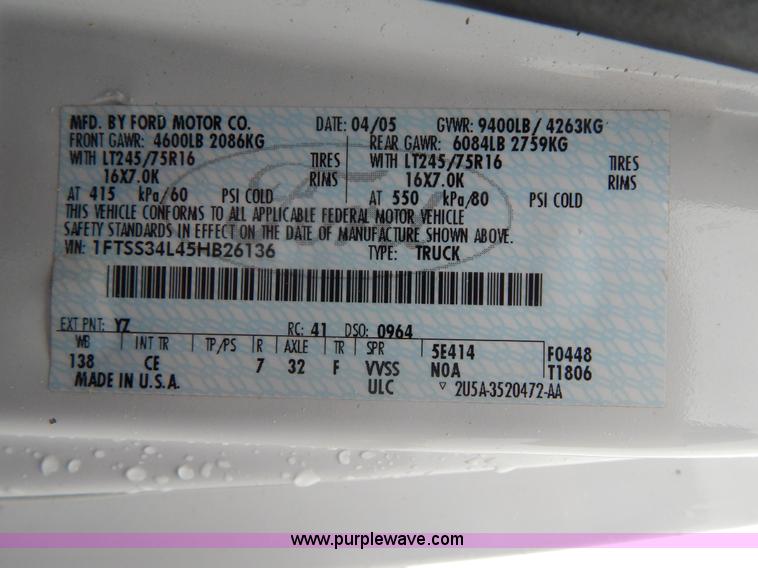 MFD. BY FORD MOTOR CO. DATE: 04/05 GVWR: 9400LB/ 4263KG
FRONT GAWR: 4600LB 2086KG REAR GAWR: 6084LB 2759KG
WITH LT245/75R16 TIRES WITH LT245/75R16 TIRES
16X7.0K RIMS 16X7.0K RIMS
AT 415 kPa/60 PSI COLD AT 550 kPa/80 PSI COLD
THIS VEHICLE CONFORMS TO ALL APPLICABLE FEDERAL MOTOR VEHICLE
SAFETY STANDARDS IN EFFECT ON THE DATE OF MANUFACTURE SHOWN ABOVE.
VIN: 1FTSS34L45HB26136 TYPE: TRUCK
EXT PNT: YZ RC: 41 DSO: 0964
WB INT TR TP/PS R AXLE TR SPR 5E414 F0448
138 CE 7 32 F VVSS N0A T1806
MADE IN U.S.A. ULC ▽ 2U5A-3520472-AA
Ford
www.purplewave.com